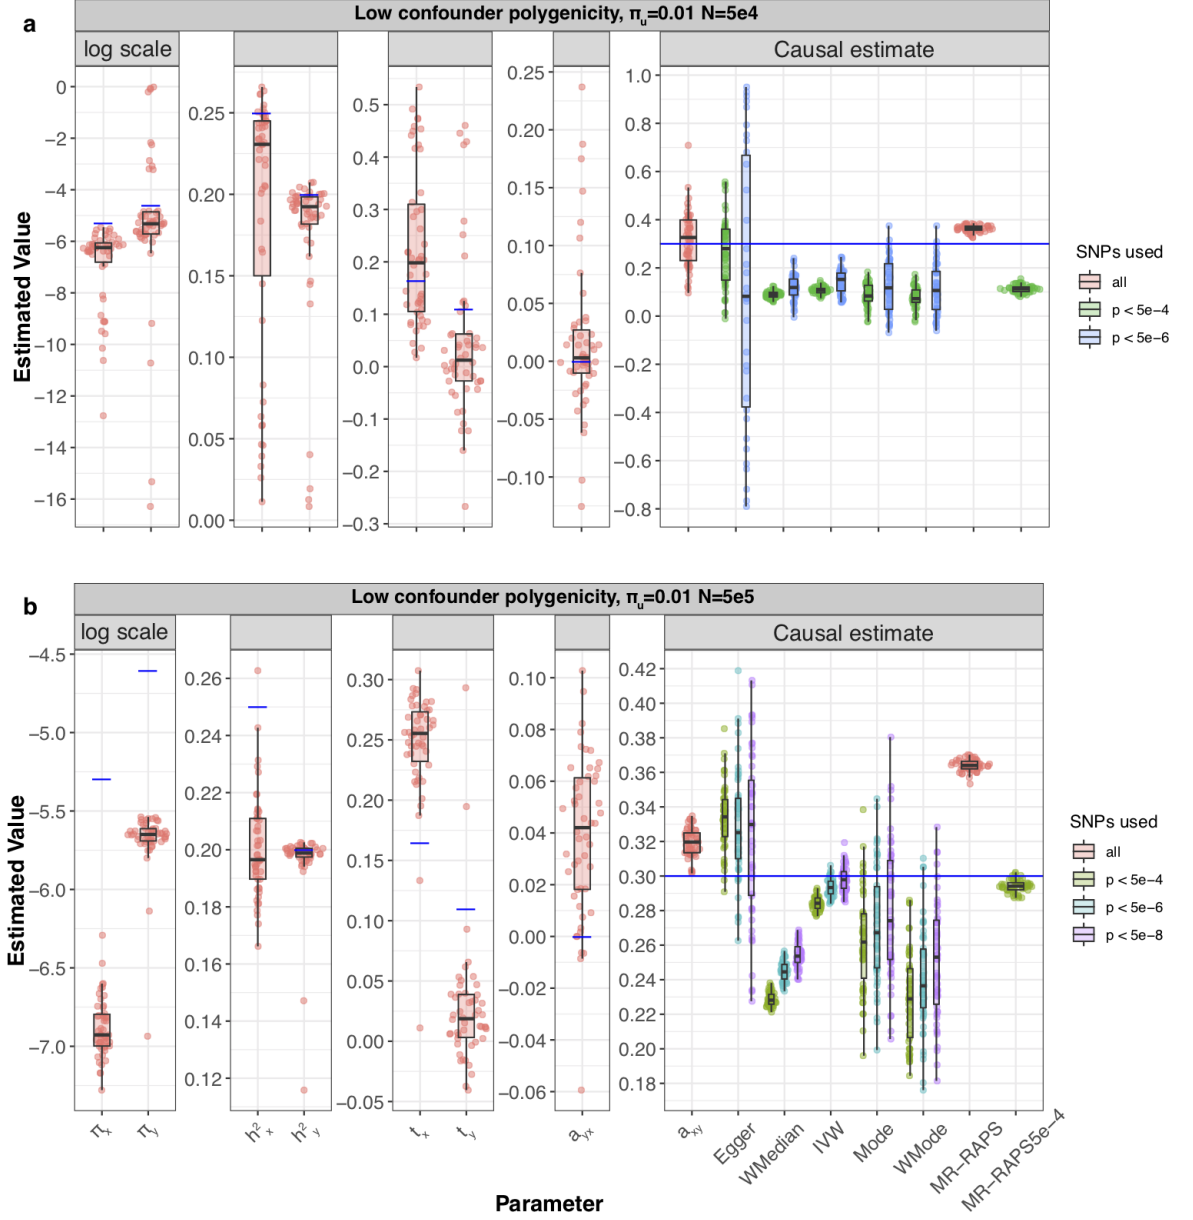 a
Low confounder polygenicity, πu=0.01 N=5e4
log scale
Causal estimate
Estimated Value
0
−2
−4
−6
−8
−10
−12
−14
−16
0.25
0.20
0.15
0.10
0.05
0.00
0.5
0.4
0.3
0.2
0.1
0.0
−0.1
−0.2
−0.3
0.25
0.20
0.15
0.10
0.05
0.00
−0.05
−0.10
1.0
0.8
0.6
0.4
0.2
0.0
−0.2
−0.4
−0.6
−0.8
SNPs used
all
p < 5e−4
p < 5e−6
b
Low confounder polygenicity, πu=0.01 N=5e5
log scale
Causal estimate
Estimated Value
−4.5
−5.0
−5.5
−6.0
−6.5
−7.0
0.26
0.24
0.22
0.20
0.18
0.16
0.14
0.12
0.30
0.25
0.20
0.15
0.10
0.05
0.00
−0.05
0.10
0.08
0.06
0.04
0.02
0.00
−0.02
−0.04
−0.06
0.42
0.40
0.38
0.36
0.34
0.32
0.30
0.28
0.26
0.24
0.22
0.20
0.18
SNPs used
all
p < 5e−4
p < 5e−6
p < 5e−8
πx
πy
h²x
h²y
tx
ty
ayx
axy
Egger
WMedian
IVW
Mode
WMode
MR−RAPS
MR−RAPS5e−4
Parameter